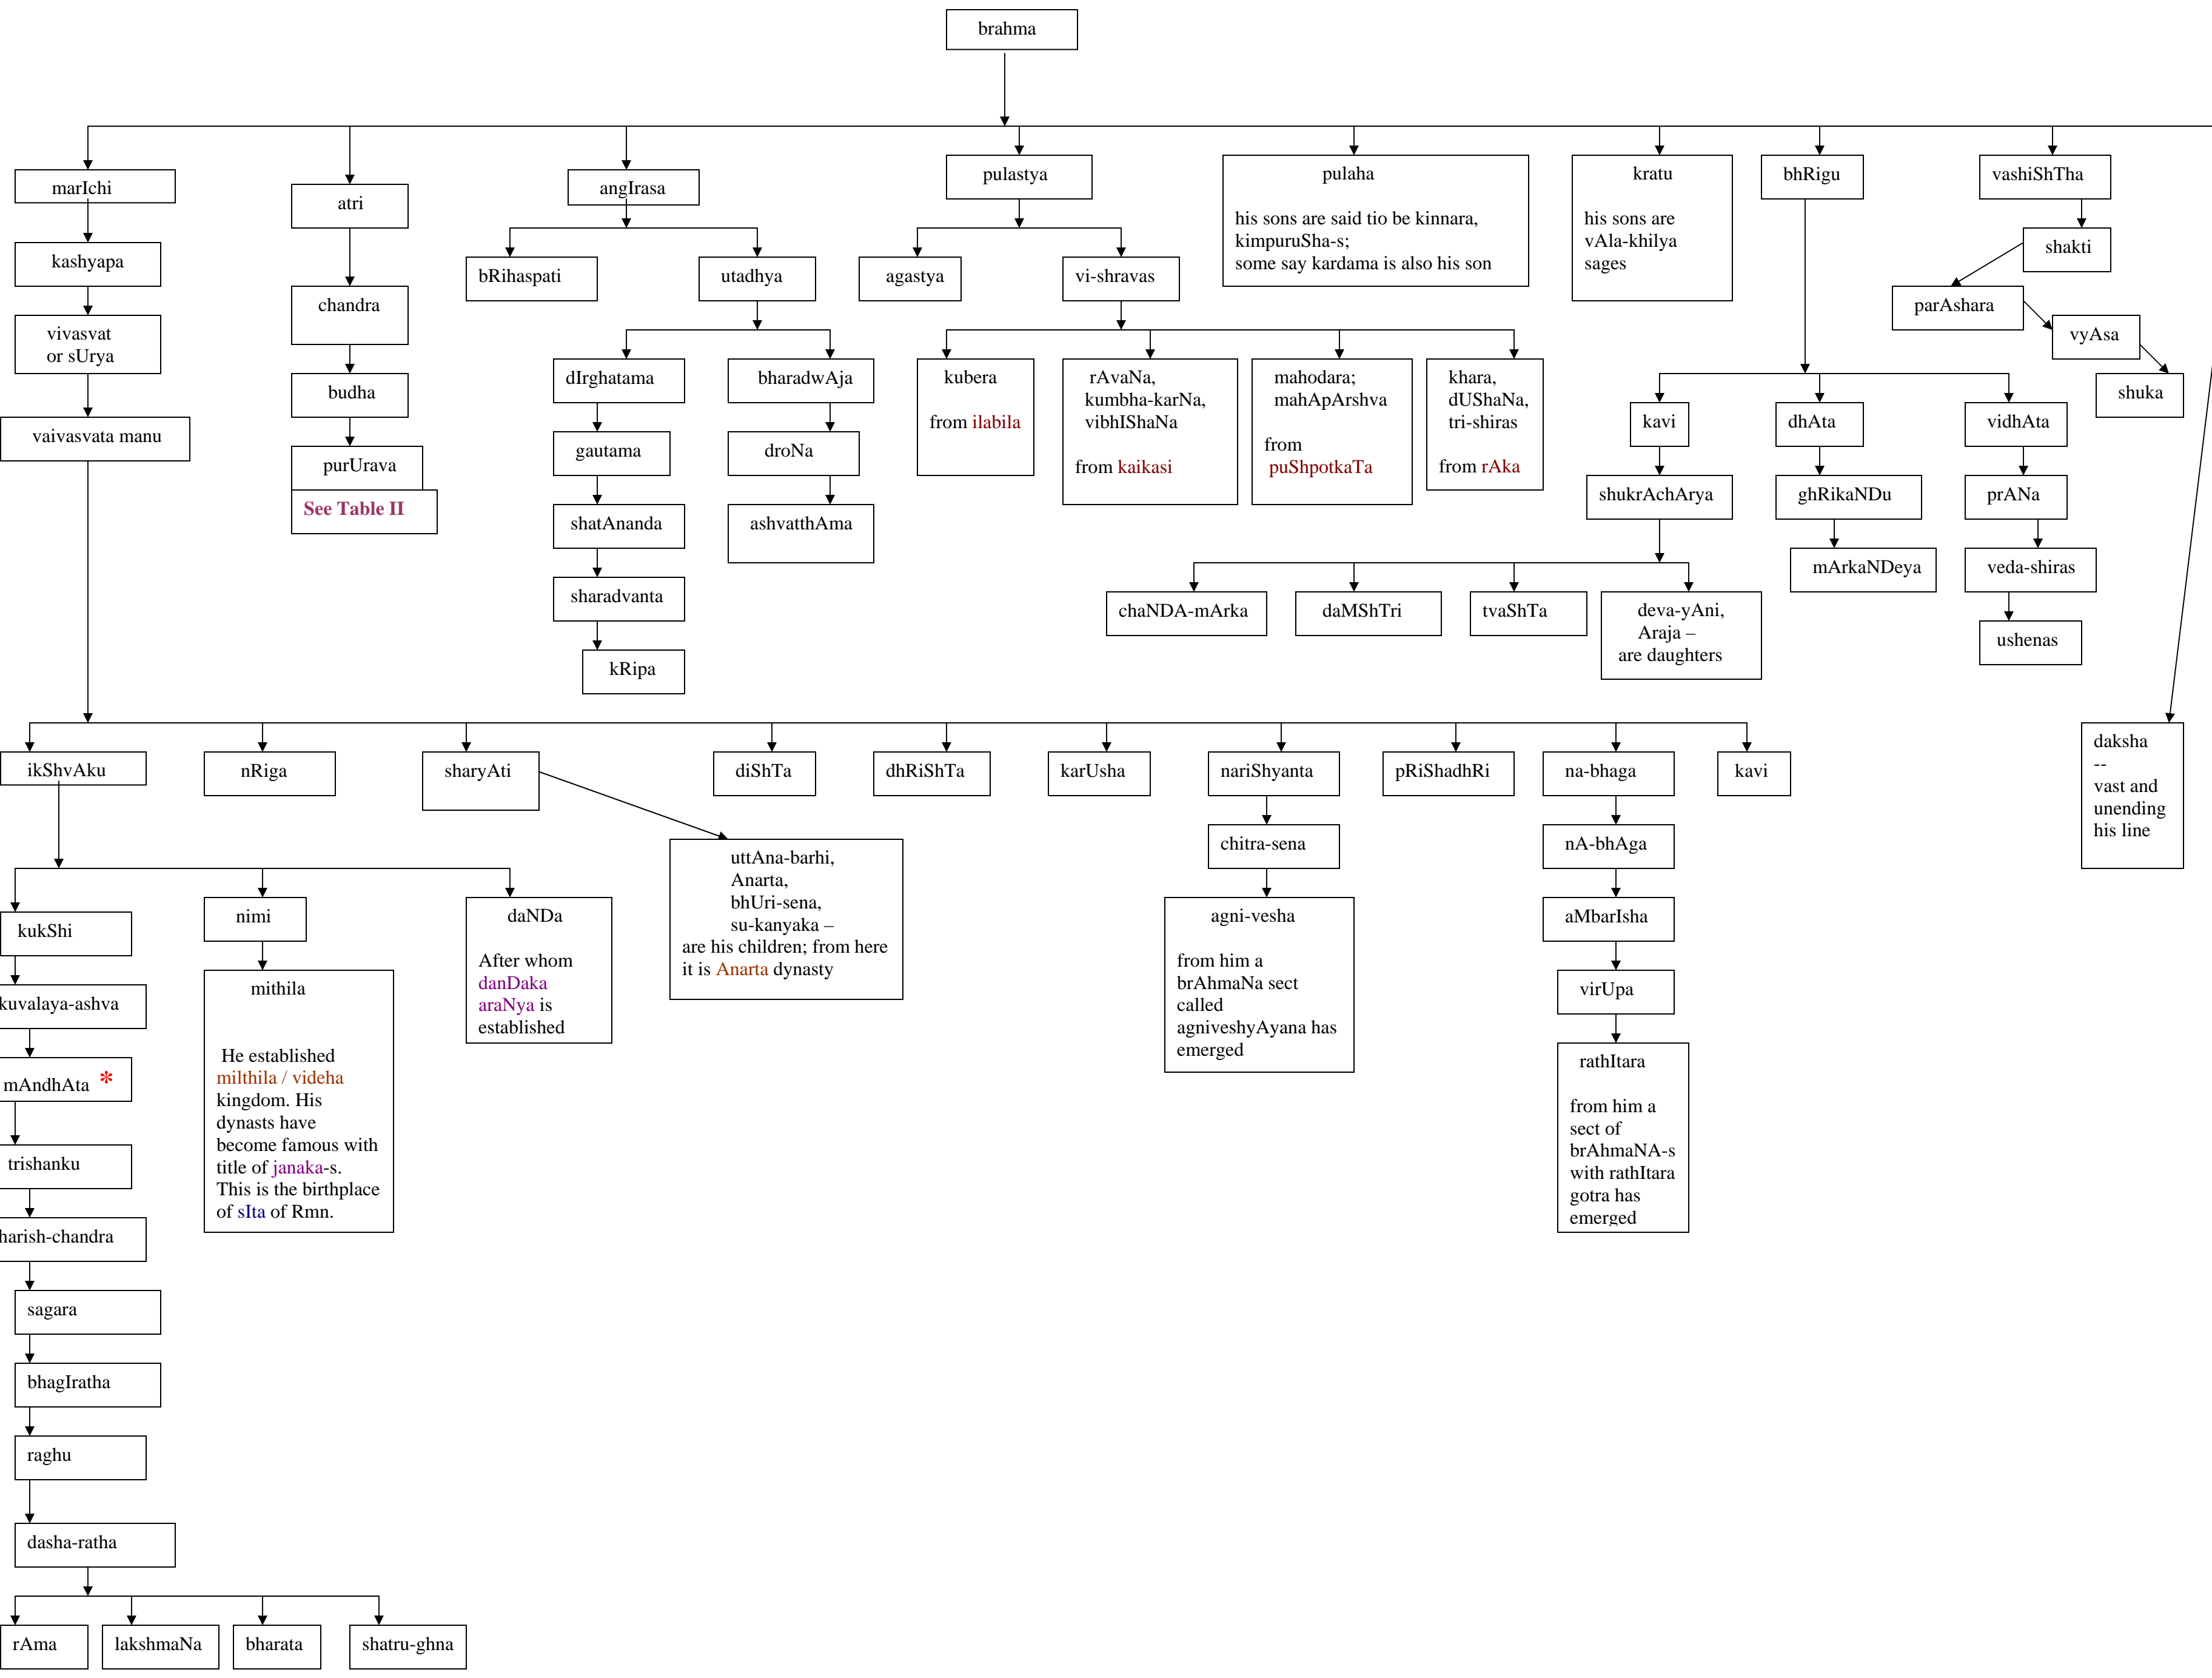 brahma
marIchi
atri
angIrasa
pulastya
pulaha
his sons are said tio be kinnara,
kimpuruSha-s;
some say kardama is also his son
kratu
his sons are
vAla-khilya
sages
bhRigu
vashiShTha
kashyapa
vivasvat
or sUrya
vaivasvata manu
chandra
budha
purUrava
See Table II
bRihaspati
utadhya
dIrghatama
gautama
shatAnanda
sharadvanta
kRipa
bharadwAja
droNa
ashvatthAma
agastya
vi-shravas
kubera
from ilabila
rAvaNa,
kumbha-karNa,
vibhIShaNa
from kaikasi
mahodara;
mahApArshva
from
puShpotkaTa
khara,
dUShaNa,
tri-shiras
from rAka
shakti
parAshara
vyAsa
shuka
kavi
dhAta
vidhAta
shukrAchArya
ghRikaNDu
prANa
mArkaNDeya
veda-shiras
ushenas
chaNDA-mArka
daMShTri
tvaShTa
deva-yAni,
Araja –
are daughters
ikShvAku
nRiga
sharyAti
diShTa
dhRiShTa
karUsha
nariShyanta
pRiShadhRi
na-bhaga
kavi
daksha
--
vast and
unending
his line
uttAna-barhi,
Anarta,
bhUri-sena,
su-kanyaka –
are his children; from here
it is Anarta dynasty
chitra-sena
agni-vesha
from him a
brAhmaNa sect
called
agniveshyAyana has
emerged
nA-bhAga
aMbarIsha
virUpa
rathItara
from him a
sect of
brAhmaNA-s
with rathItara
gotra has
emerged
kukShi
nimi
daNDa
After whom
danDaka
araNya is
established
mithila
He established
milthila / videha
kingdom. His
dynasts have
become famous with
title of janaka-s.
This is the birthplace
of sIta of Rmn.
kuvalaya-ashva
mAndhAta *
trishanku
harish-chandra
sagara
bhagIratha
raghu
dasha-ratha
rAma
lakshmaNa
bharata
shatru-ghna